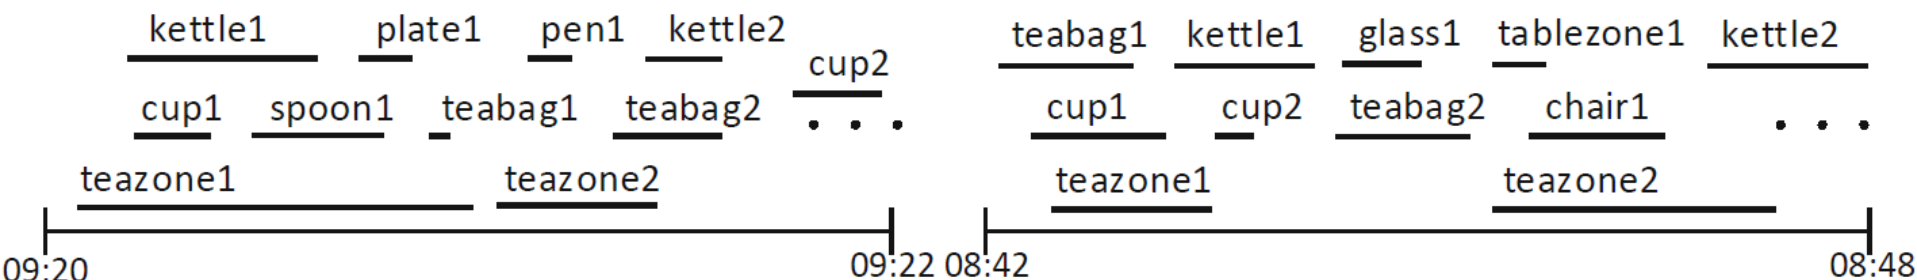 kettle1 plate1 pen1 kettle2
cup2
cup1 spoon1 teabag1 teabag2
. . .
teazone1 teazone2
09:20 09:22
teabag1 kettle1 glass1 tablezone1 kettle2
cup1 cup2 teabag2 chair1
. . .
teazone1 teazone2
08:42 08:48